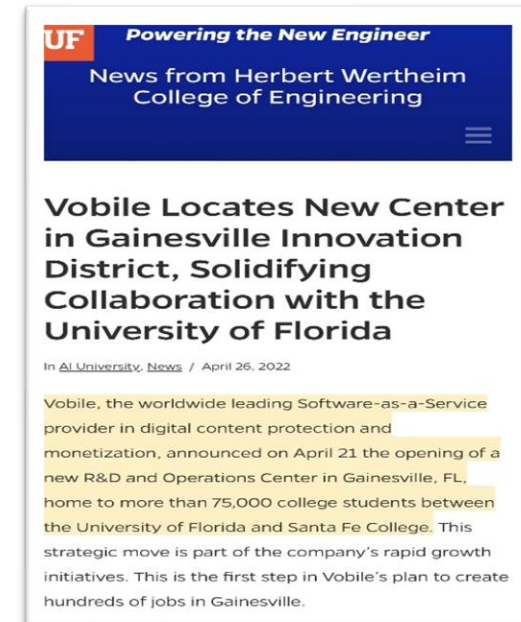 UF
Powering the New Engineer
News from Herbert Wertheim
College of Engineering
Vobile Locates New Center
in Gainesville Innovation
District, Solidifying
Collaboration with the
University of Florida
In AI University, News / April 26, 2022
Vobile, the worldwide leading Software-as-a-Service
provider in digital content protection and
monetization, announced on April 21 the opening of a
new R&D and Operations Center in Gainesville, FL,
home to more than 75,000 college students between
the University of Florida and Santa Fe College. This
strategic move is part of the company's rapid growth
initiatives. This is the first step in Vobile's plan to create
hundreds of jobs in Gainesville.